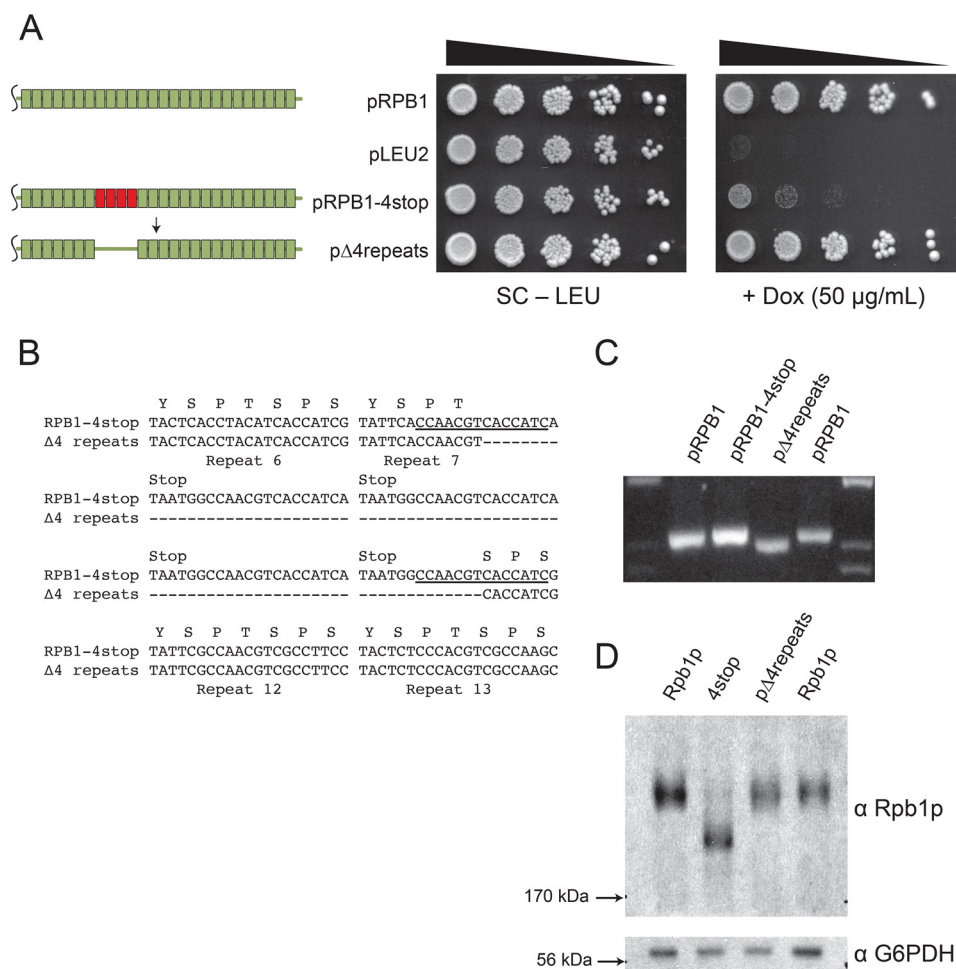 A
pRPB1
pLEU2
pRPB1-4stop
pΔ4repeats
SC – LEU
+ Dox (50 µg/mL)
B
Y S P T S P S Y S P T
RPB1-4stop TACTCACCTACATCACCATCG TATTCACCAACGTCACCATCA
Δ4 repeats TACTCACCTACATCACCATCG TATTCACCAACGT--------
Repeat 6 Repeat 7
Stop Stop
RPB1-4stop TAATGGCCAACGTCACCATCA TAATGGCCAACGTCACCATCA
Δ4 repeats --------------------- ---------------------
Stop Stop S P S
RPB1-4stop TAATGGCCAACGTCACCATCA TAATGGCCAACGTCACCATCG
Δ4 repeats --------------------- -------------CACCATCG
Y S P T S P S Y S P T S P S
RPB1-4stop TATTCGCCAACGTCGCCTTCC TACTCTCCCACGTCGCCAAGC
Δ4 repeats TATTCGCCAACGTCGCCTTCC TACTCTCCCACGTCGCCAAGC
Repeat 12 Repeat 13
C
pRPB1
pRPB1-4stop
pΔ4repeats
pRPB1
D
Rpb1p
4stop
pΔ4repeats
Rpb1p
α Rpb1p
170 kDa
α G6PDH
56 kDa